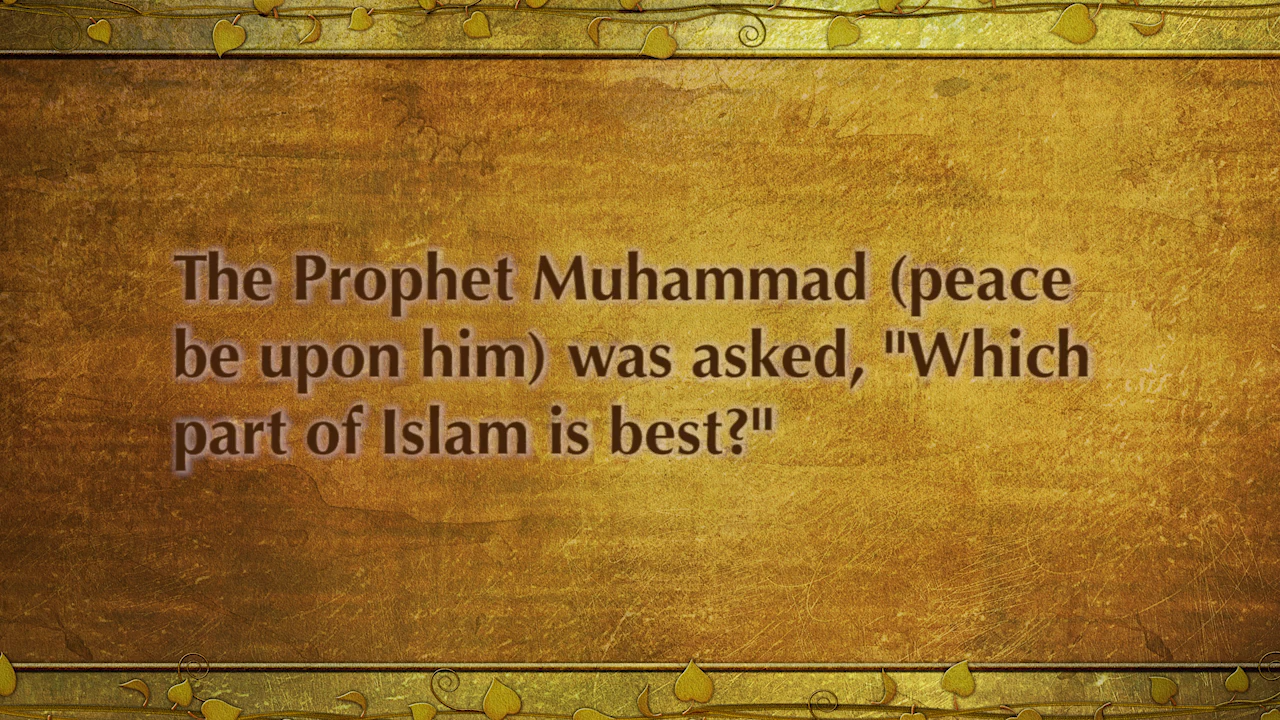 The Prophet Muhammad (peace
be upon him) was asked, "Which
part of Islam is best?"